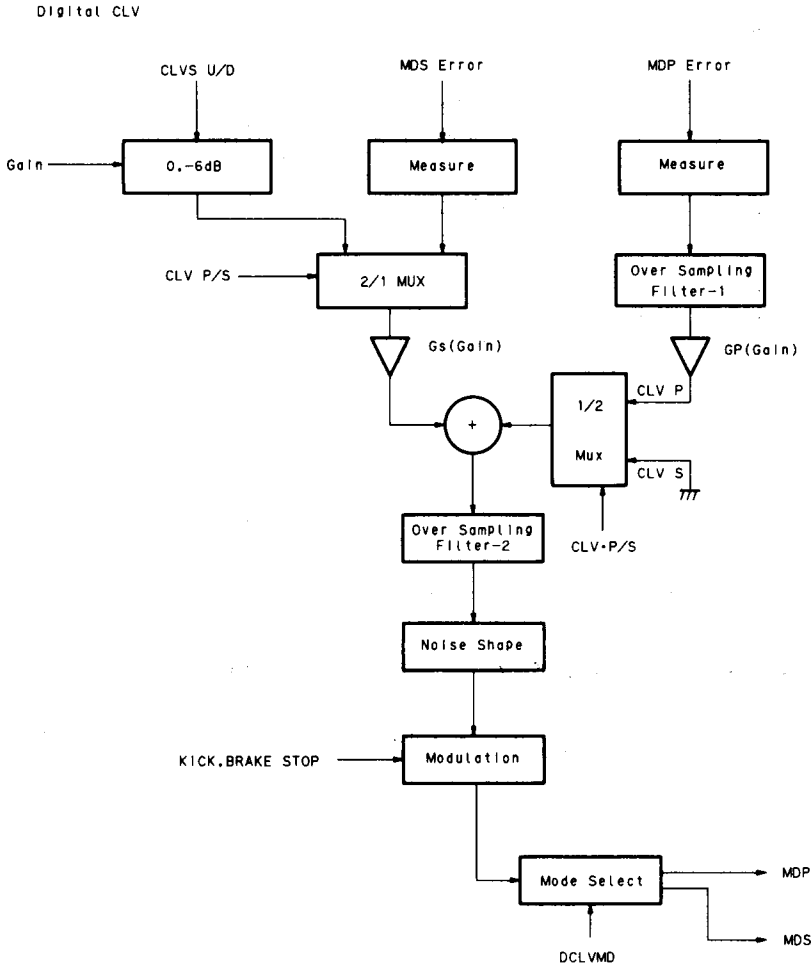 Digital CLV
CLVS U/D
MDS Error
MDP Error
Gain
0.-6dB
Measure
Measure
CLV P/S
2/1 MUX
Over Sampling
Filter-1
Gs(Gain)
GP(Gain)
CLV P
1/2
+
Mux
CLV S
Over Sampling
Filter-2
CLV•P/S
Noise Shape
KICK.BRAKE STOP
Modulation
Mode Select
MDP
MDS
DCLVMD